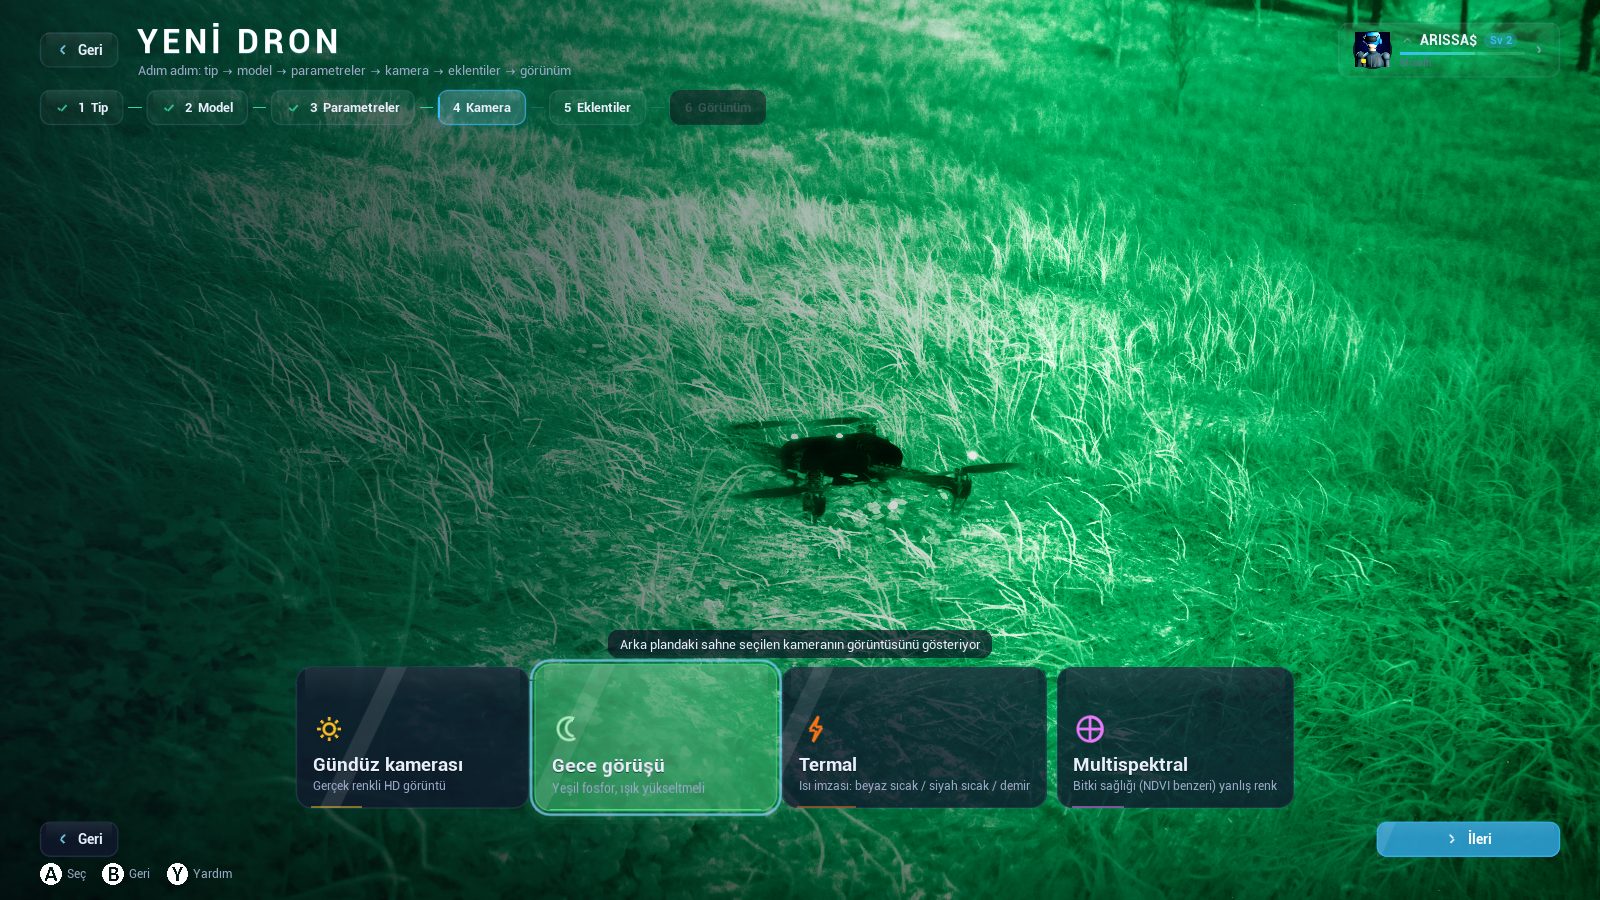 Geri
YENİ DRON
Adım adım: tip → model → parametreler → kamera → eklentiler → görünüm
ARISSA$ Sv 2
1 Tip
2 Model
3 Parametreler
4 Kamera
5 Eklentiler
6 Görünüm
Arka plandaki sahne seçilen kameranın görüntüsünü gösteriyor
Gündüz kamerası
Gerçek renkli HD görüntü
Gece görüşü
Yeşil fosfor, ışık yükseltmeli
Termal
Isı imzası: beyaz sıcak / siyah sıcak / demir
Multispektral
Bitki sağlığı (NDVI benzeri) yanlış renk
Geri
İleri
A Seç B Geri Y Yardım